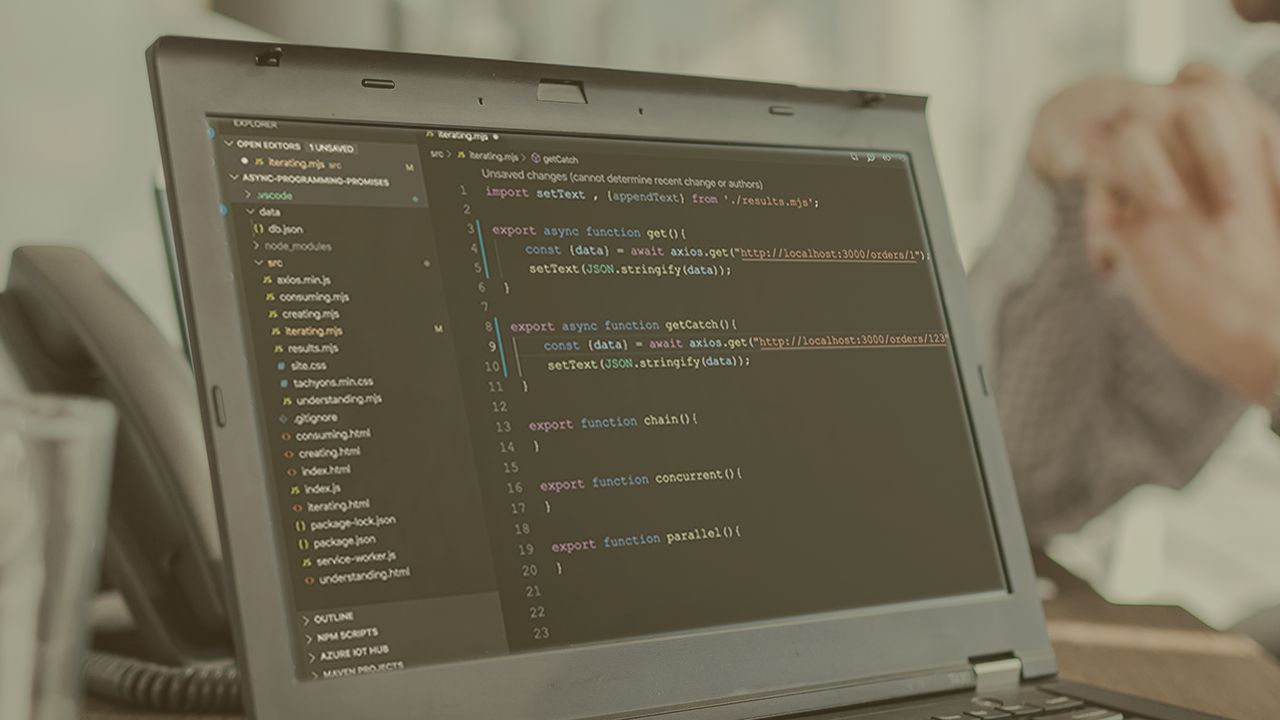 EXPLORER
OPEN EDITORS 1 UNSAVED
JS iterating.mjs src M
ASYNC-PROGRAMMING-PROMISES
.vscode
data
{} db.json
node_modules
src
JS axios.min.js
JS consuming.mjs
JS creating.mjs
JS iterating.mjs M
JS results.mjs
# site.css
# tachyons.min.css
JS understanding.mjs
.gitignore
<> consuming.html
<> creating.html
<> index.html
JS index.js
<> iterating.html
{} package-lock.json
{} package.json
JS service-worker.js
<> understanding.html
OUTLINE
NPM SCRIPTS
AZURE IOT HUB
MAVEN PROJECTS
JS iterating.mjs
src > JS iterating.mjs > getCatch
Unsaved changes (cannot determine recent change or authors)
1 import setText , {appendText} from './results.mjs';
2
3 export async function get(){
4 const {data} = await axios.get("http://localhost:3000/orders/1");
5 setText(JSON.stringify(data));
6 }
7
8 export async function getCatch(){
9 const {data} = await axios.get("http://localhost:3000/orders/123"
10 setText(JSON.stringify(data));
11 }
12
13 export function chain(){
14 }
15
16 export function concurrent(){
17 }
18
19 export function parallel(){
20 }
21
22
23